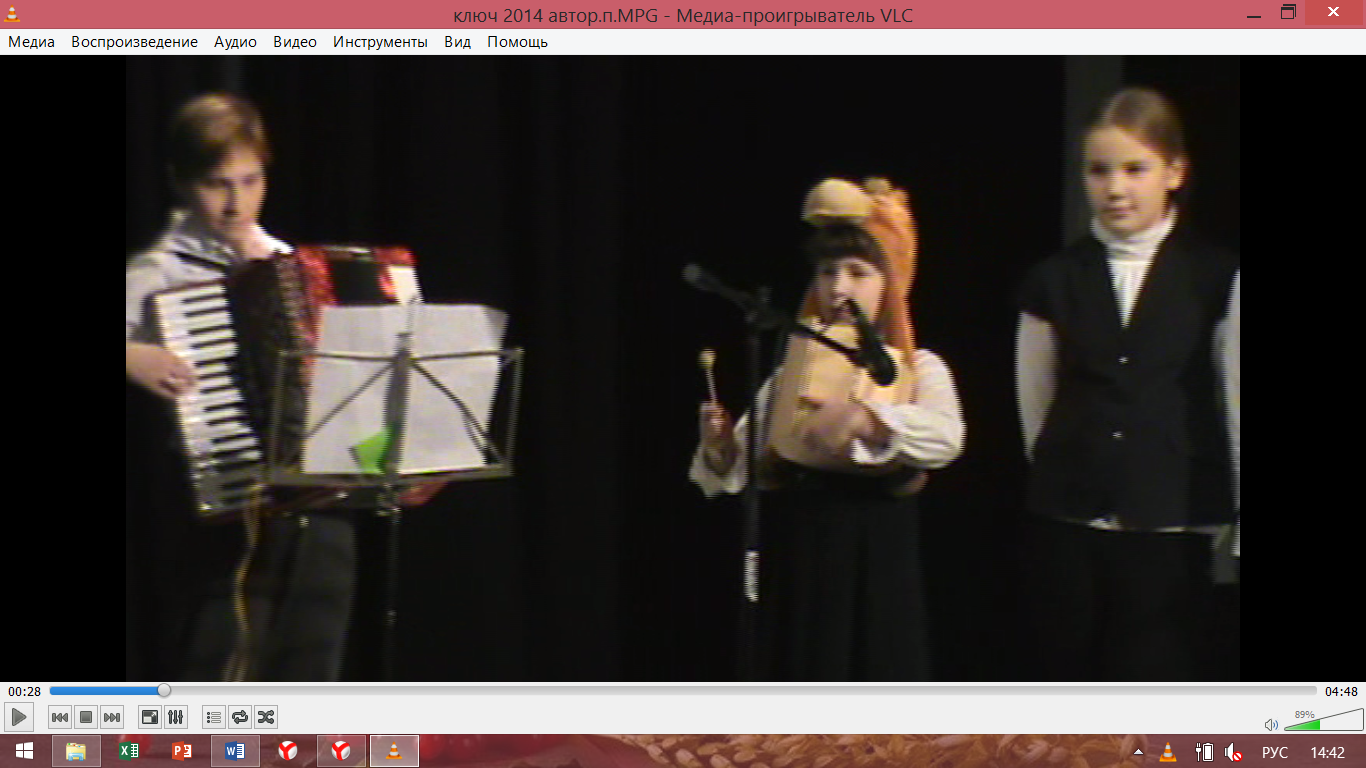 ключ 2014 автор.п.MPG - Медиа-проигрыватель VLC
Медиа Воспроизведение Аудио Видео Инструменты Вид Помощь
00:28 04:48
89%
РУС 14:42